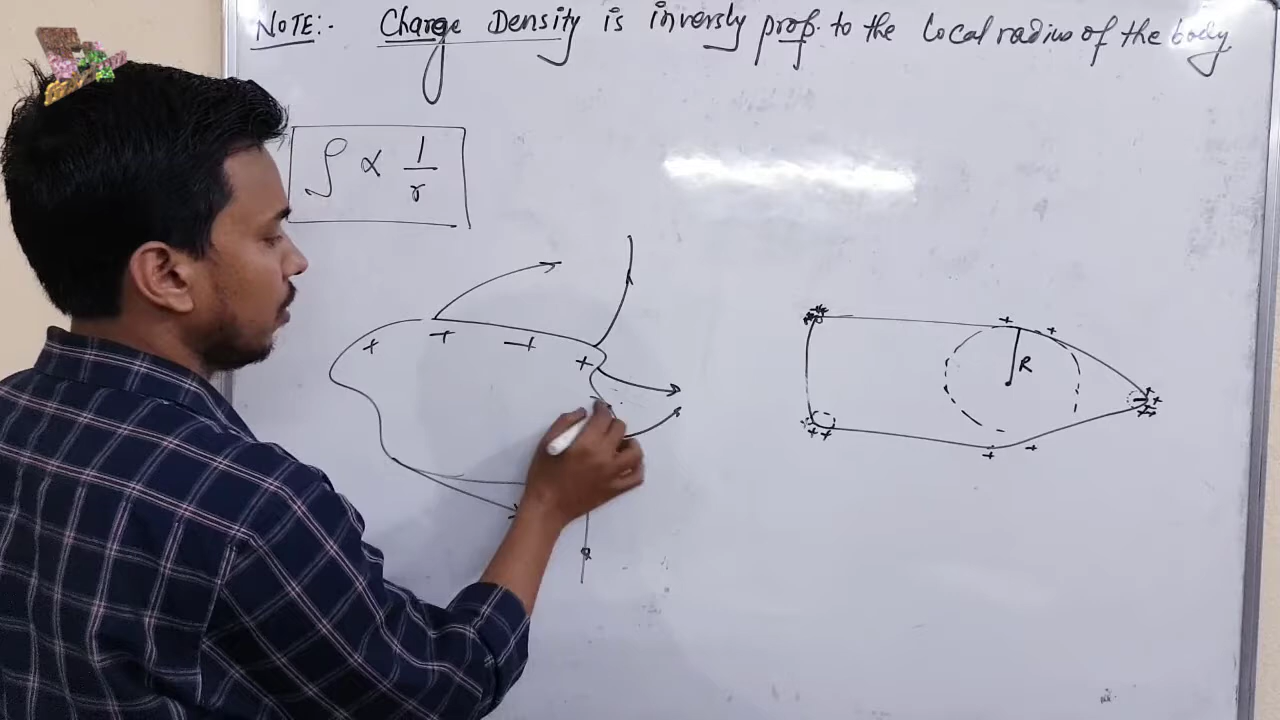 NOTE:- Charge Density is inversly prop. to the Local radius of the body
ρ ∝ 1/r
+ + + +
R
+ + + + + + + + +